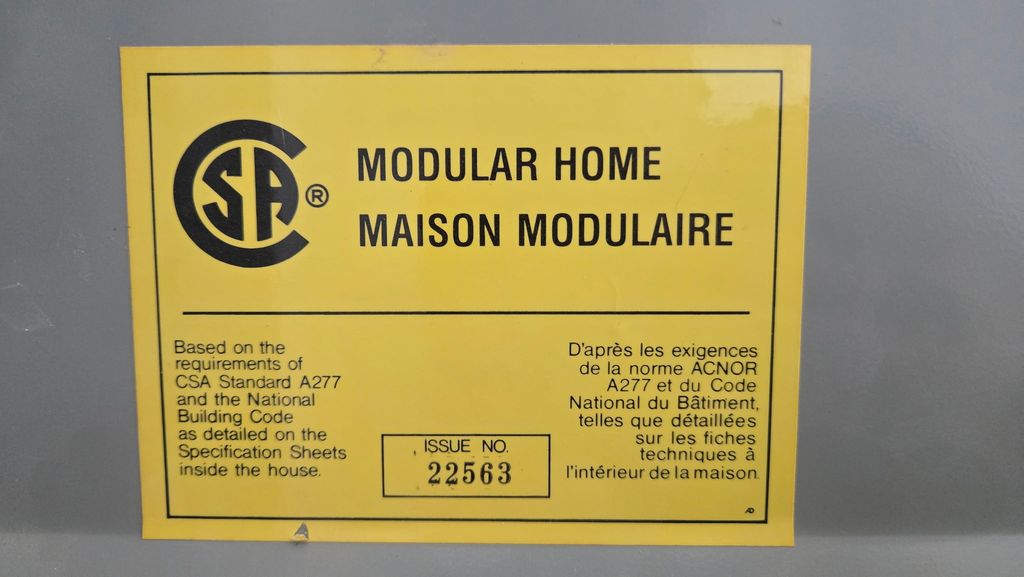 CSA ®
MODULAR HOME
MAISON MODULAIRE
Based on the
requirements of
CSA Standard A277
and the National
Building Code
as detailed on the
Specification Sheets
inside the house.
ISSUE NO.
22563
D'après les exigences
de la norme ACNOR
A277 et du Code
National du Bâtiment,
telles que détaillées
sur les fiches
techniques à
l'intérieur de la maison.